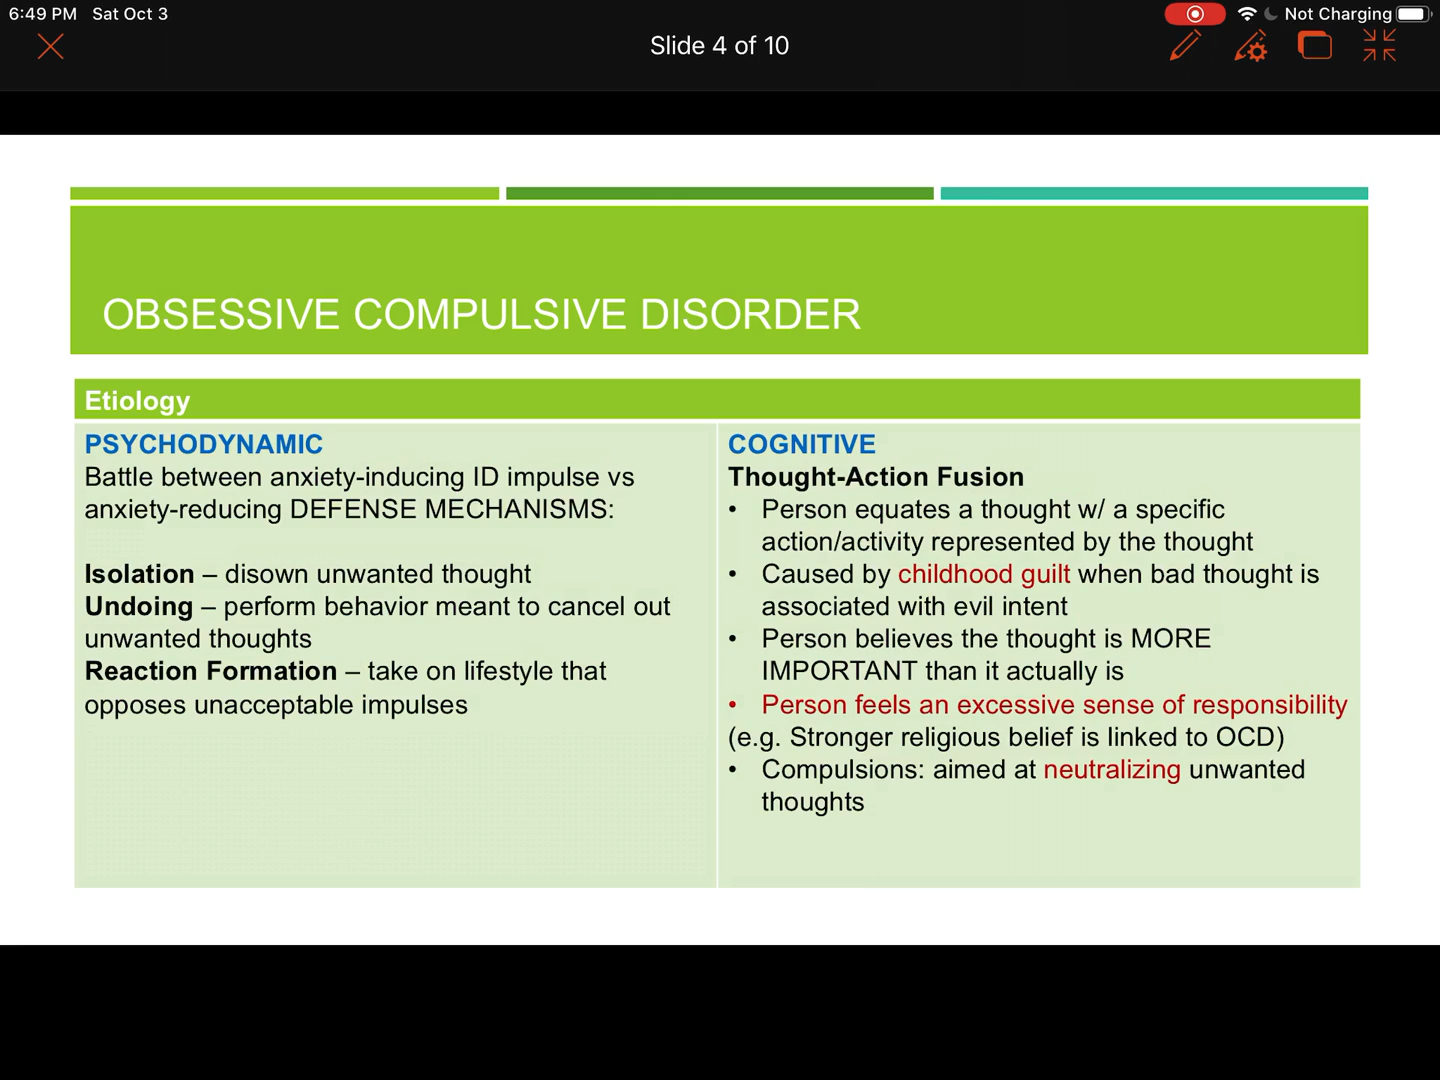 6:49 PM Sat Oct 3
Not Charging
Slide 4 of 10
OBSESSIVE COMPULSIVE DISORDER
Etiology
PSYCHODYNAMIC
Battle between anxiety-inducing ID impulse vs
anxiety-reducing DEFENSE MECHANISMS:
Isolation – disown unwanted thought
Undoing – perform behavior meant to cancel out
unwanted thoughts
Reaction Formation – take on lifestyle that
opposes unacceptable impulses
COGNITIVE
Thought-Action Fusion
• Person equates a thought w/ a specific
action/activity represented by the thought
• Caused by childhood guilt when bad thought is
associated with evil intent
• Person believes the thought is MORE
IMPORTANT than it actually is
• Person feels an excessive sense of responsibility
(e.g. Stronger religious belief is linked to OCD)
• Compulsions: aimed at neutralizing unwanted
thoughts